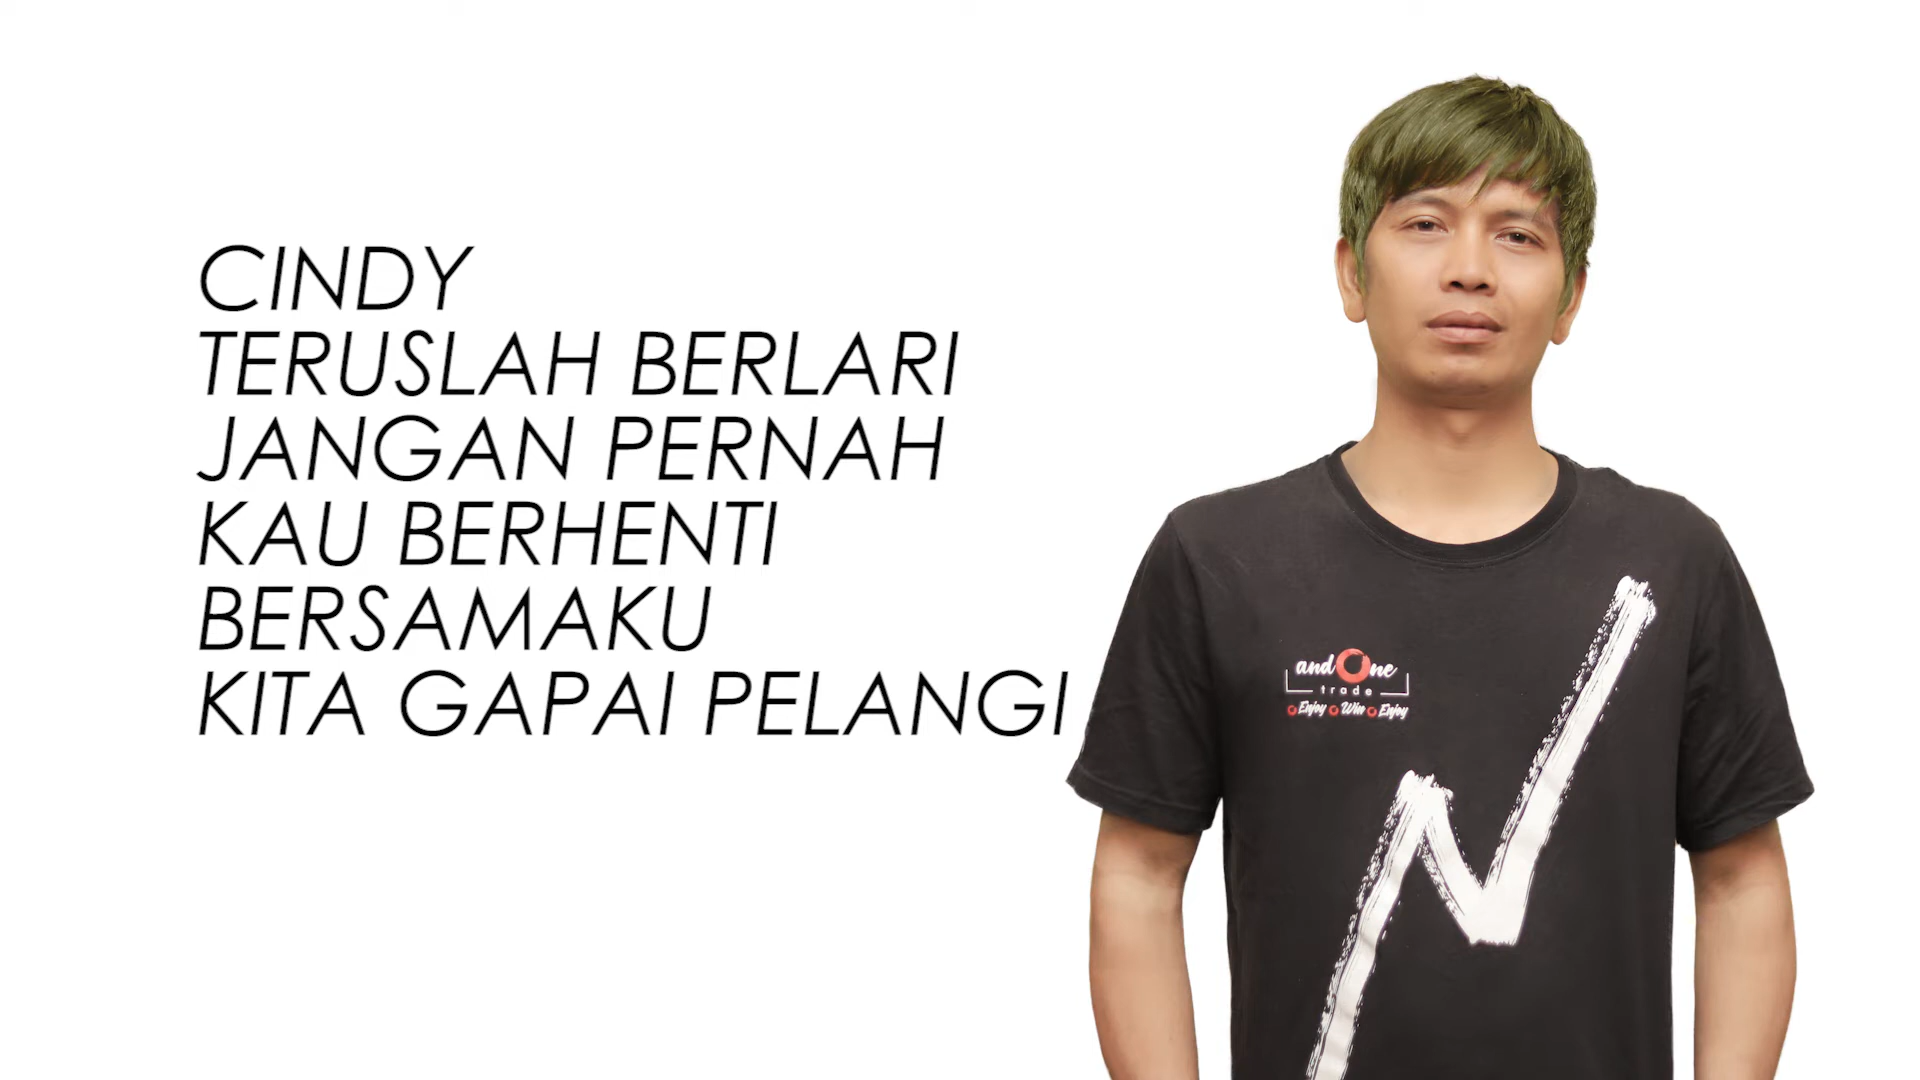 CINDY
TERUSLAH BERLARI
JANGAN PERNAH
KAU BERHENTI
BERSAMAKU
KITA GAPAI PELANGI
andOne
trade
Enjoy Win Enjoy